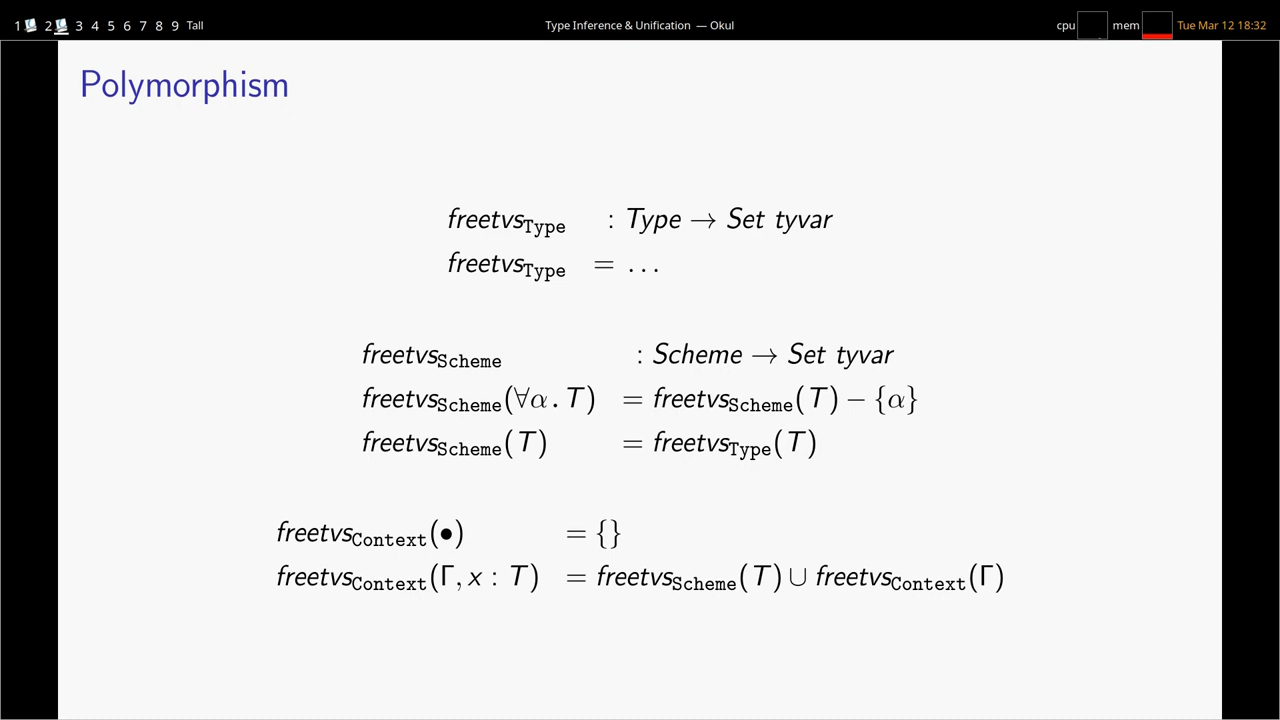 1 2 3 4 5 6 7 8 9 Tall Type Inference & Unification — Okul cpu mem Tue Mar 12 18:32
Polymorphism
freetvs_Type : Type → Set tyvar
freetvs_Type = ...
freetvs_Scheme : Scheme → Set tyvar
freetvs_Scheme(∀α.T) = freetvs_Scheme(T) − {α}
freetvs_Scheme(T) = freetvs_Type(T)
freetvs_Context(•) = {}
freetvs_Context(Γ, x : T) = freetvs_Scheme(T) ∪ freetvs_Context(Γ)